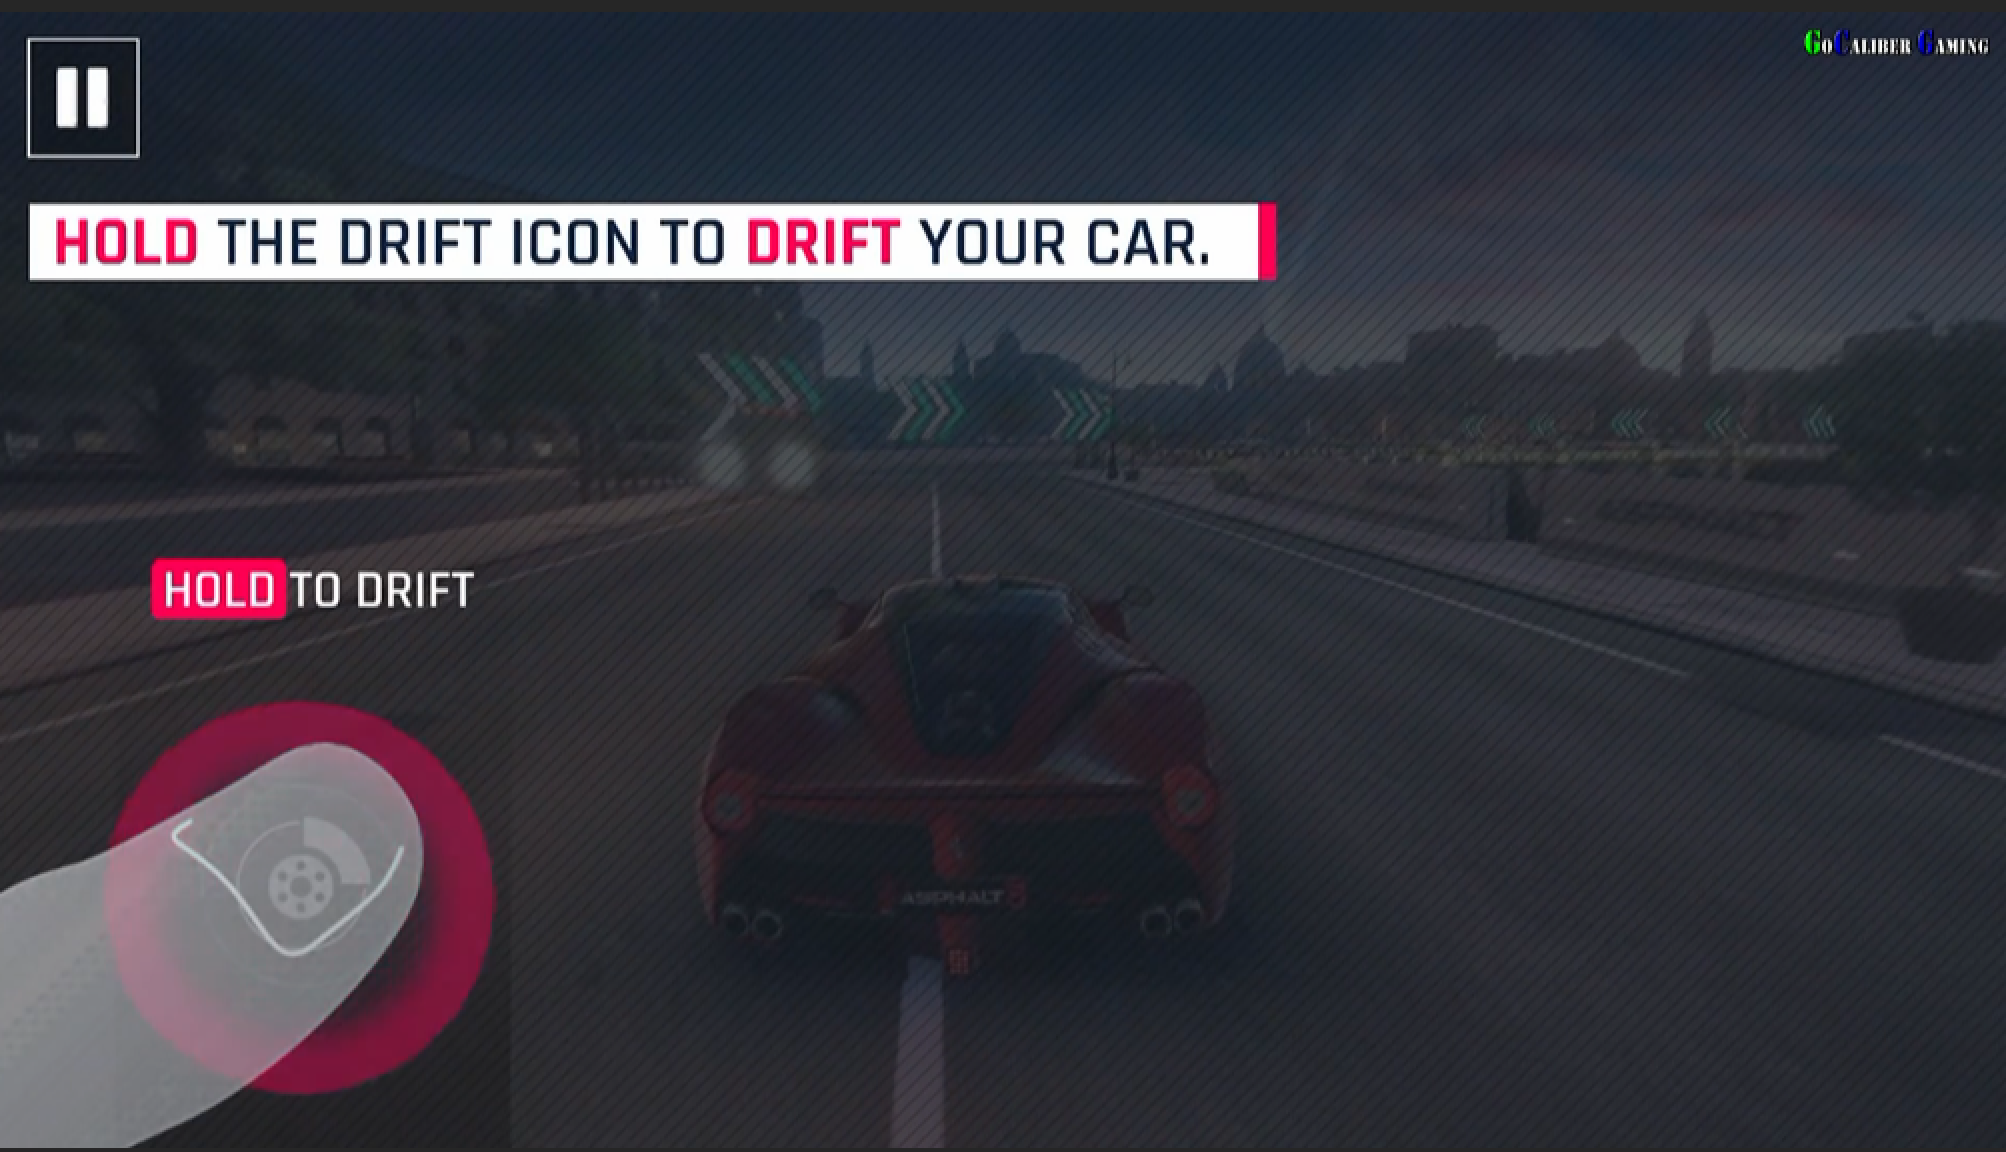 GoCaliber Gaming
HOLD THE DRIFT ICON TO DRIFT YOUR CAR.
HOLD TO DRIFT
ASPHALT